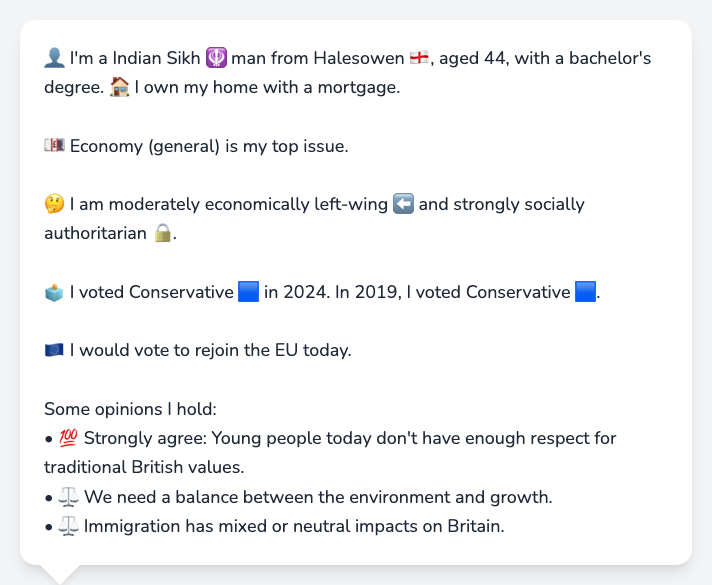 👤 I'm a Indian Sikh 🪯 man from Halesowen 🏴󠁧󠁢󠁥󠁮󠁧󠁿, aged 44, with a bachelor's
degree. 🏠 I own my home with a mortgage.
💷 Economy (general) is my top issue.
🤔 I am moderately economically left-wing ⬅️ and strongly socially
authoritarian 🔒.
🗳️ I voted Conservative 🟦 in 2024. In 2019, I voted Conservative 🟦.
🇪🇺 I would vote to rejoin the EU today.
Some opinions I hold:
• 💯 Strongly agree: Young people today don't have enough respect for
traditional British values.
• ⚖️ We need a balance between the environment and growth.
• ⚖️ Immigration has mixed or neutral impacts on Britain.